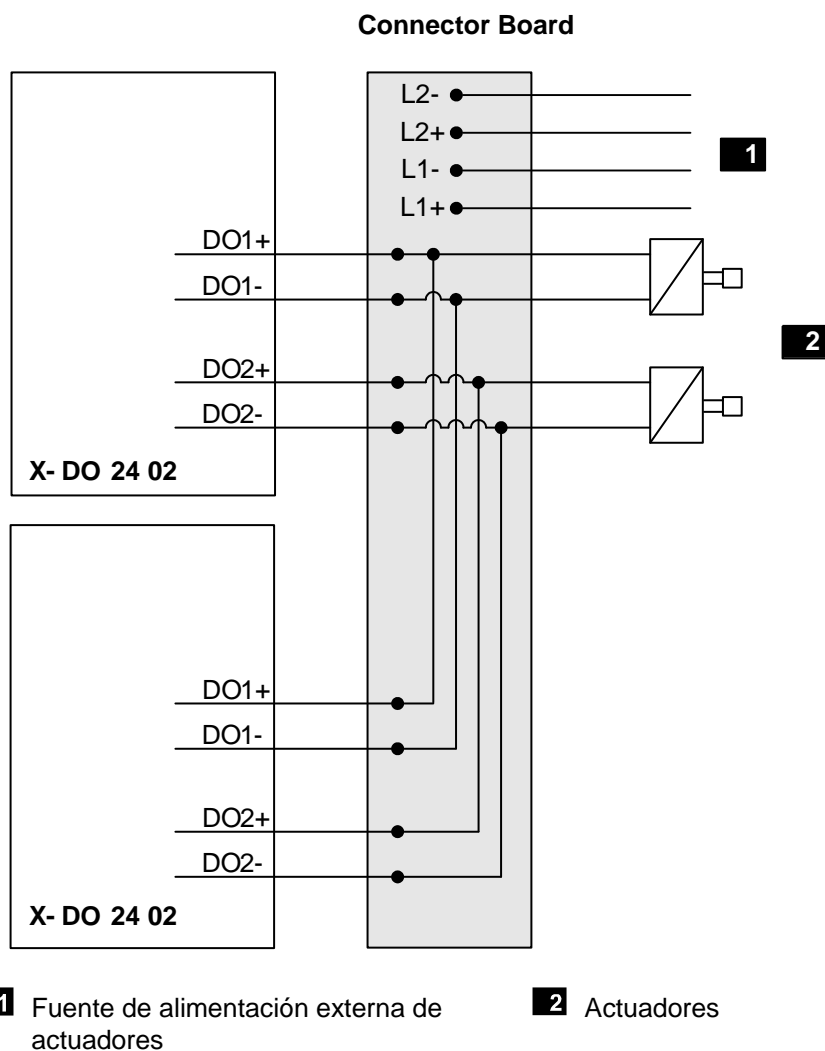 Connector Board
L2-
L2+
L1-
L1+
1
DO1+
DO1-
2
DO2+
DO2-
X- DO 24 02
DO1+
DO1-
DO2+
DO2-
X- DO 24 02
1 Fuente de alimentación externa de
actuadores
2 Actuadores